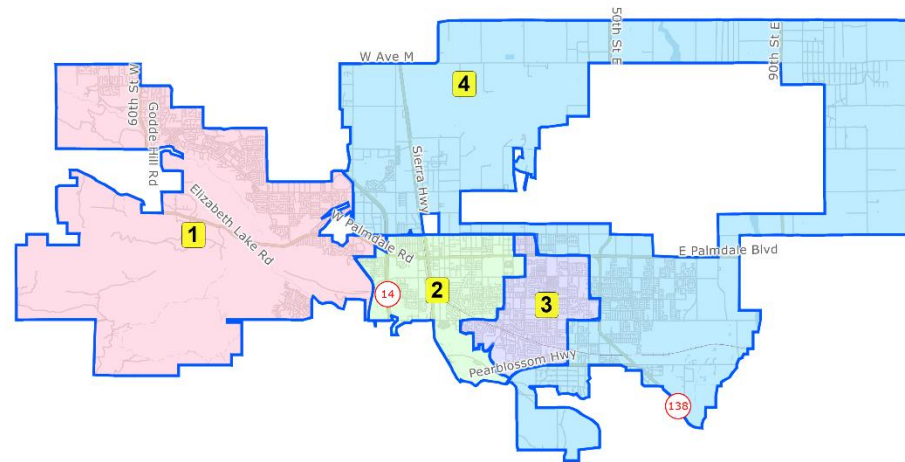 50th St E
90th St E
W Ave M
60th St W
4
Godde Hill Rd
Sierra Hwy
Elizabeth Lake Rd
W Palmdale Rd
1
E Palmdale Blvd
14
2
3
Pearblossom Hwy
138